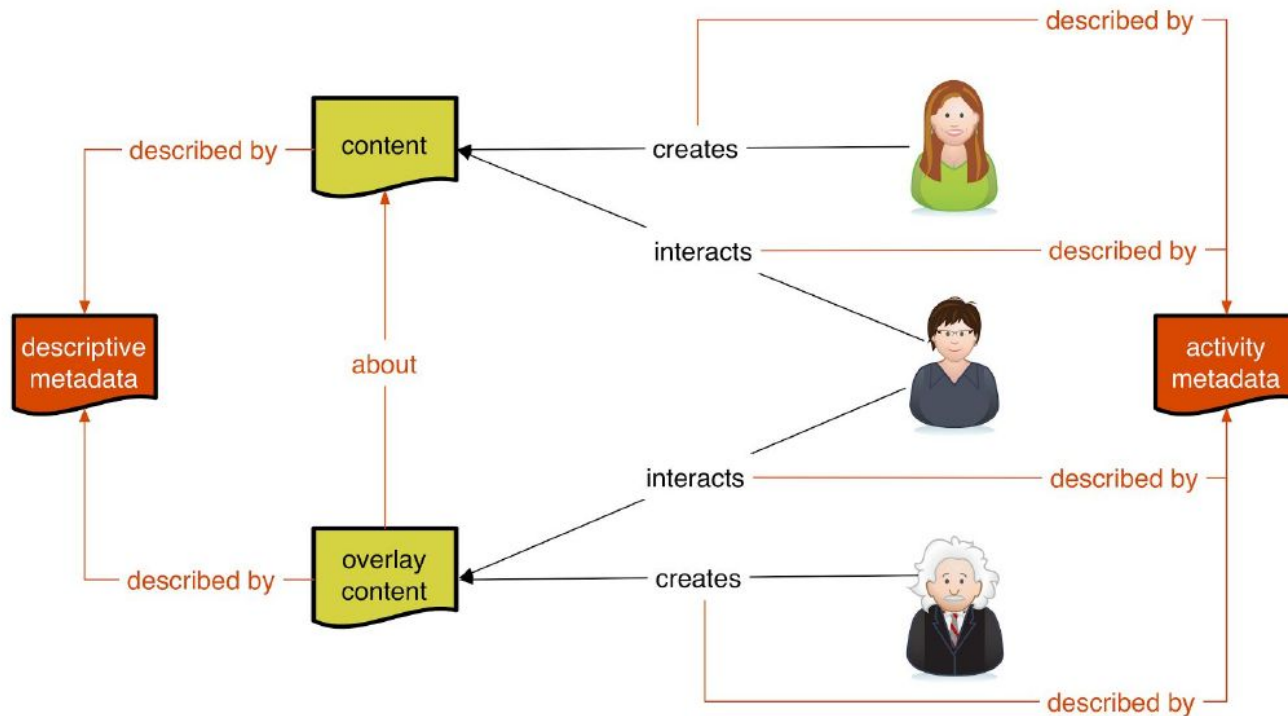 described by
content
described by
creates
interacts
described by
descriptive
metadata
about
activity
metadata
interacts
described by
overlay
content
described by
creates
described by